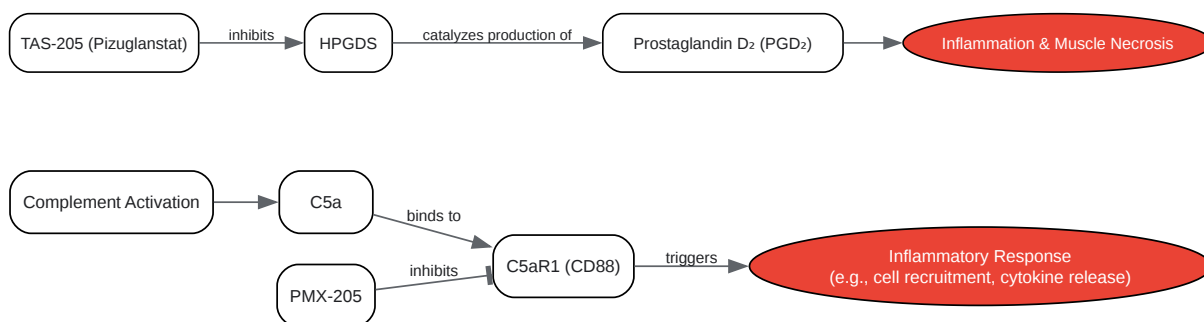 TAS-205 (Pizuglanstat)
inhibits
HPGDS
catalyzes production of
Prostaglandin D₂ (PGD₂)
Inflammation & Muscle Necrosis
Complement Activation
C5a
binds to
PMX-205
inhibits
C5aR1 (CD88)
triggers
Inflammatory Response
(e.g., cell recruitment, cytokine release)